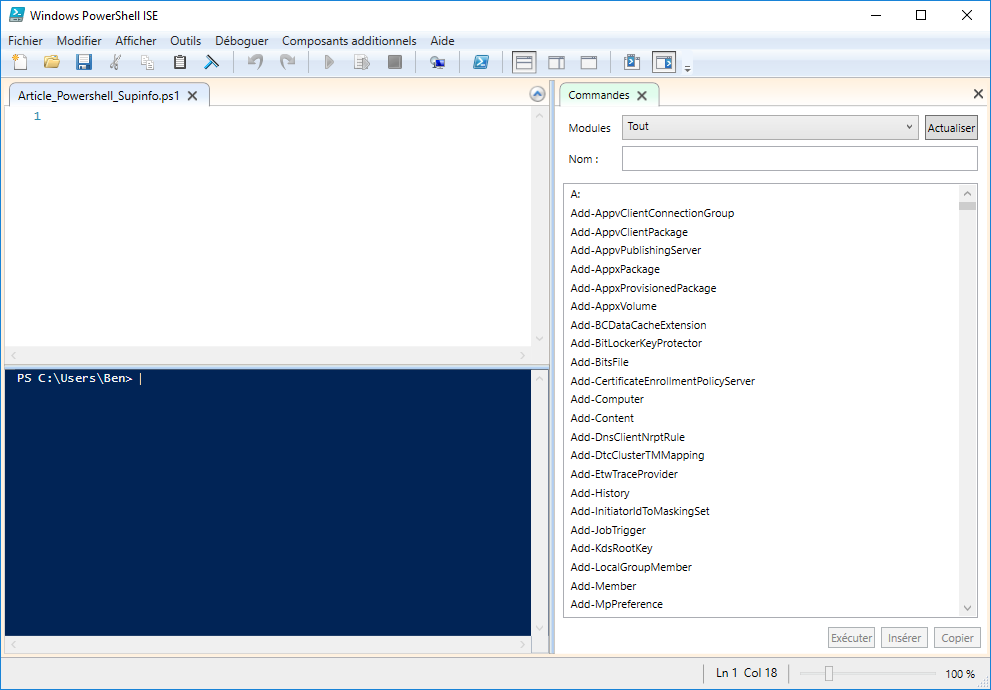 Windows PowerShell ISE
Fichier Modifier Afficher Outils Déboguer Composants additionnels Aide
Article_Powershell_Supinfo.ps1
1
PS C:\Users\Ben>
Commandes
Modules Tout Actualiser
Nom :
A:
Add-AppvClientConnectionGroup
Add-AppvClientPackage
Add-AppvPublishingServer
Add-AppxPackage
Add-AppxProvisionedPackage
Add-AppxVolume
Add-BCDataCacheExtension
Add-BitLockerKeyProtector
Add-BitsFile
Add-CertificateEnrollmentPolicyServer
Add-Computer
Add-Content
Add-DnsClientNrptRule
Add-DtcClusterTMMapping
Add-EtwTraceProvider
Add-History
Add-InitiatorIdToMaskingSet
Add-JobTrigger
Add-KdsRootKey
Add-LocalGroupMember
Add-Member
Add-MpPreference
Exécuter Insérer Copier
Ln 1 Col 18 100 %